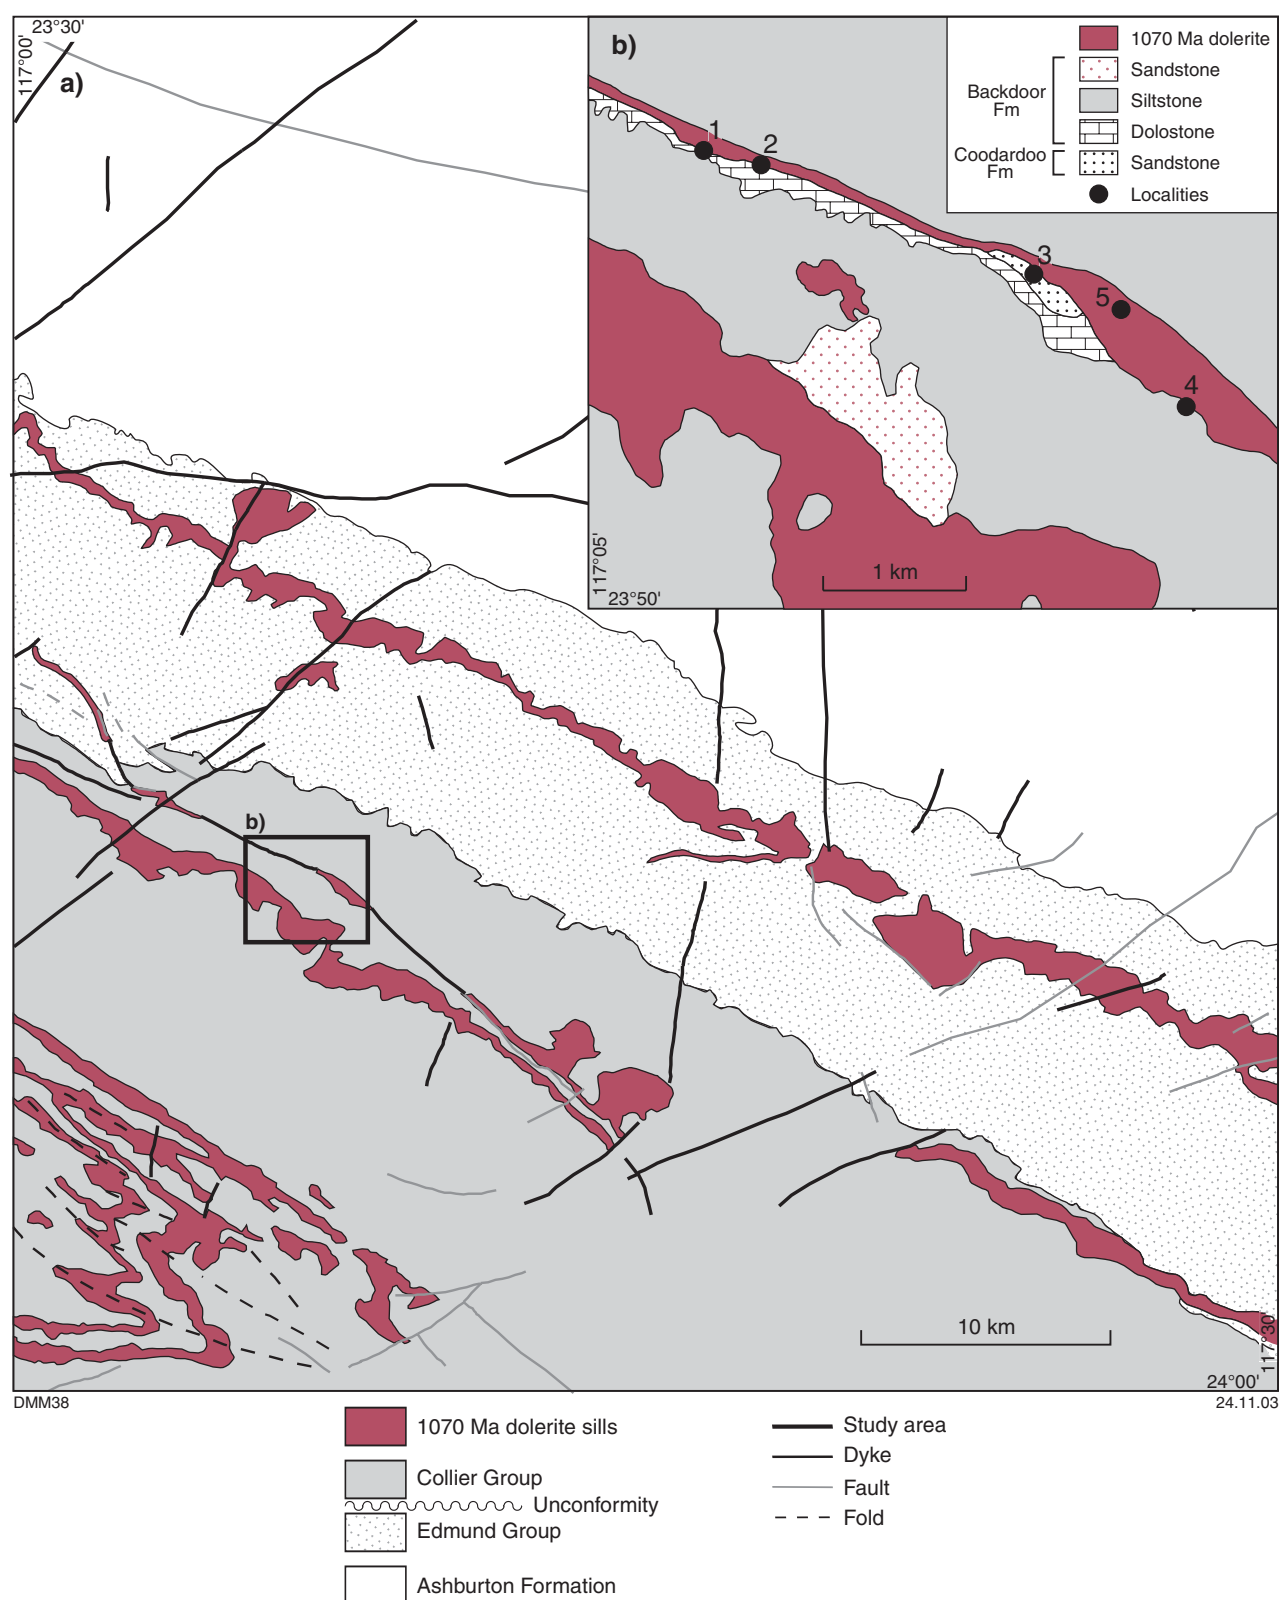 23°30'
117°00'
a)
b)
1070 Ma dolerite
Sandstone
Backdoor
Fm
Siltstone
Dolostone
Coodardoo
Fm
Sandstone
Localities
1
2
3
5
4
1 km
117°05'
23°50'
b)
10 km
117°30'
24°00'
DMM38
24.11.03
1070 Ma dolerite sills
Collier Group
Unconformity
Edmund Group
Ashburton Formation
Study area
Dyke
Fault
Fold